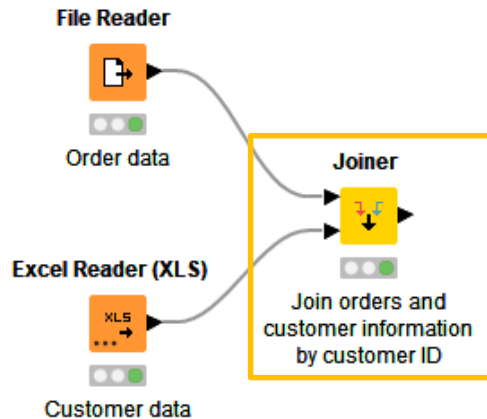 File Reader
Order data
Joiner
Join orders and
customer information
by customer ID
Excel Reader (XLS)
XLS
Customer data